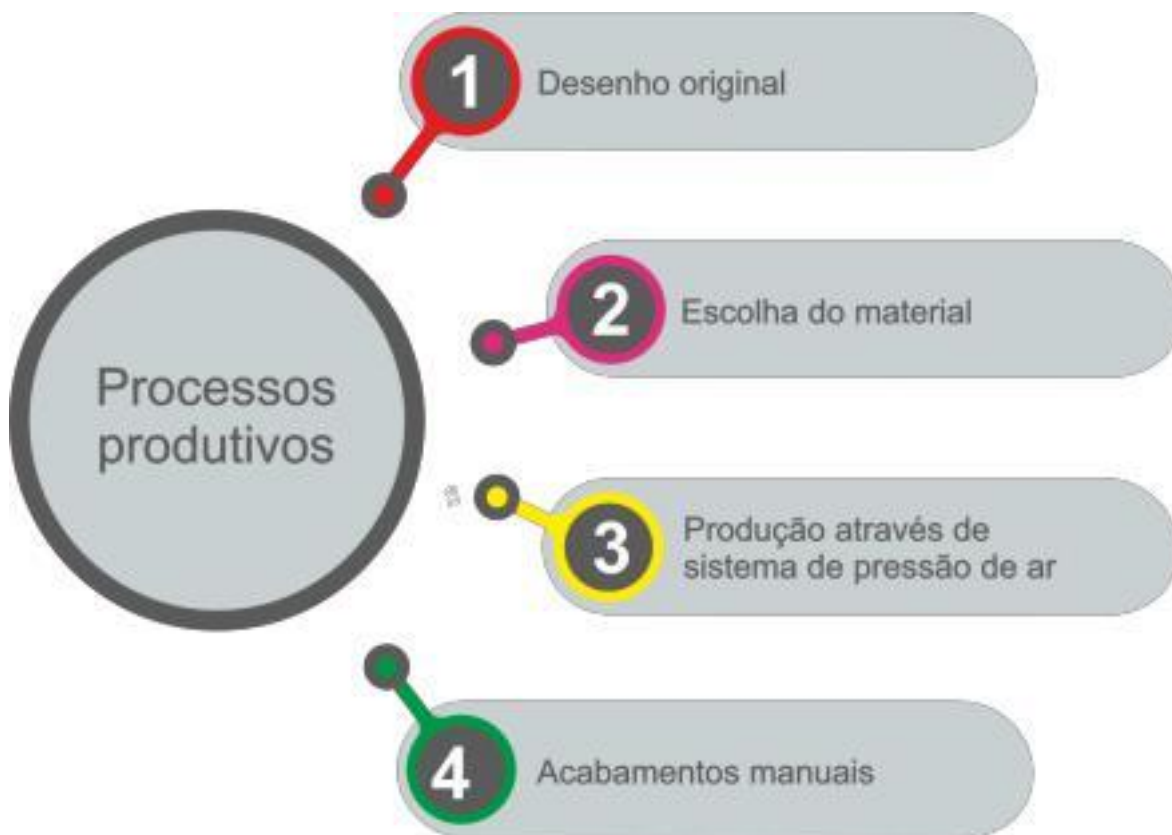 Processos
produtivos
1
Desenho original
2
Escolha do material
3
Produção através de
sistema de pressão de ar
4
Acabamentos manuais